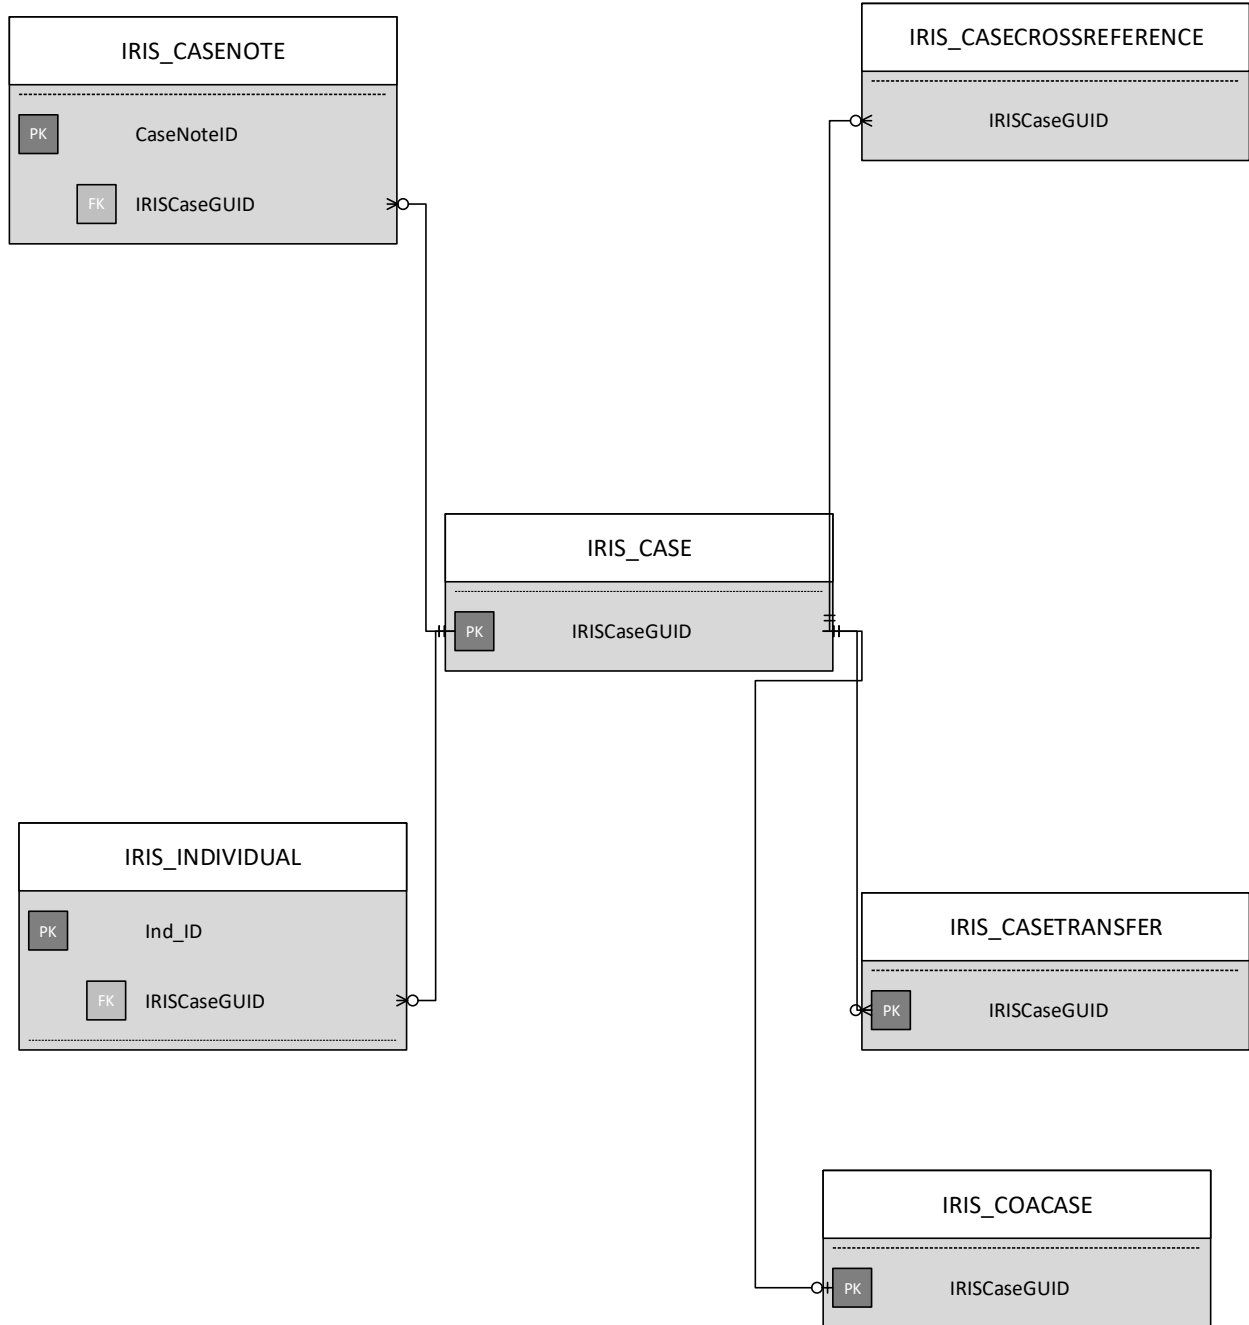 IRIS_CASENOTE
PK CaseNoteID
FK IRISCaseGUID
IRIS_CASECROSSREFERENCE
IRISCaseGUID
IRIS_CASE
PK IRISCaseGUID
IRIS_INDIVIDUAL
PK Ind_ID
FK IRISCaseGUID
IRIS_CASETRANSFER
PK IRISCaseGUID
IRIS_COACASE
PK IRISCaseGUID